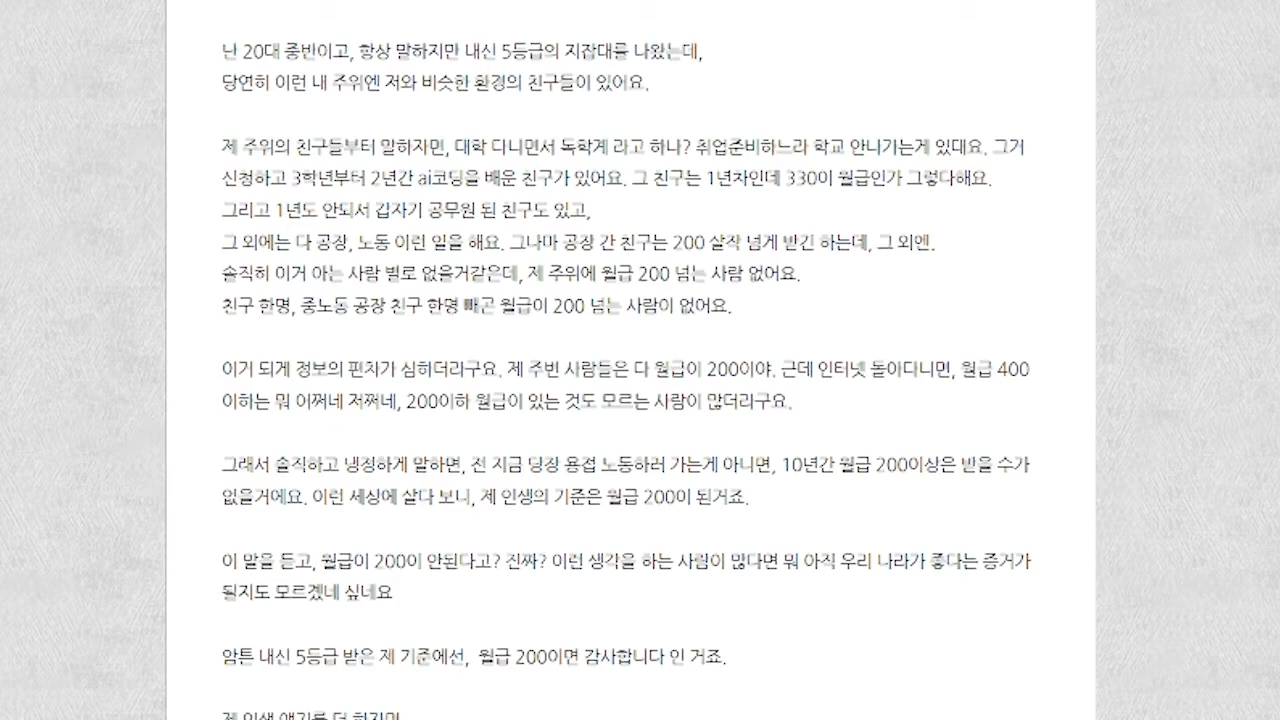 난 20대 중반이고, 항상 말하지만 내신 5등급의 지잡대를 나왔는데,
당연히 이런 내 주위엔 저와 비슷한 환경의 친구들이 있어요.
제 주위의 친구들부터 말하자면, 대학 다니면서 독학계 라고 하나? 취업준비하느라 학교 안나가는게 있대요. 그거
신청하고 3학년부터 2년간 ai코딩을 배운 친구가 있어요. 그 친구는 1년차인데 330이 월급인가 그렇다해요.
그리고 1년도 안되서 갑자기 공무원 된 친구도 있고,
그 외에는 다 공장, 노동 이런 일을 해요. 그나마 공장 간 친구는 200 살작 넘게 받긴 하는데, 그 외엔.
솔직히 이거 아는 사람 별로 없을거같은데, 제 주위에 월급 200 넘는 사람 없어요.
친구 한명, 중노동 공장 친구 한명 빼곤 월급이 200 넘는 사람이 없어요.
이거 되게 정보의 편차가 심하더라구요. 제 주변 사람들은 다 월급이 200이야. 근데 인터넷 돌아다니면, 월급 400
이하는 뭐 어쩌네 저쩌네, 200이하 월급이 있는 것도 모르는 사람이 많더라구요.
그래서 솔직하고 냉정하게 말하면, 전 지금 당장 용접 노동하러 가는게 아니면, 10년간 월급 200이상은 받을 수가
없을거에요. 이런 세상에 살다 보니, 제 인생의 기준은 월급 200이 된거죠.
이 말을 듣고, 월급이 200이 안된다고? 진짜? 이런 생각을 하는 사람이 많다면 뭐 아직 우리 나라가 좋다는 증거가
될지도 모르겠네 싶네요
암튼 내신 5등급 받은 제 기준에선, 월급 200이면 감사합니다 인 거죠.
제 인생 얘기를 더 하자면